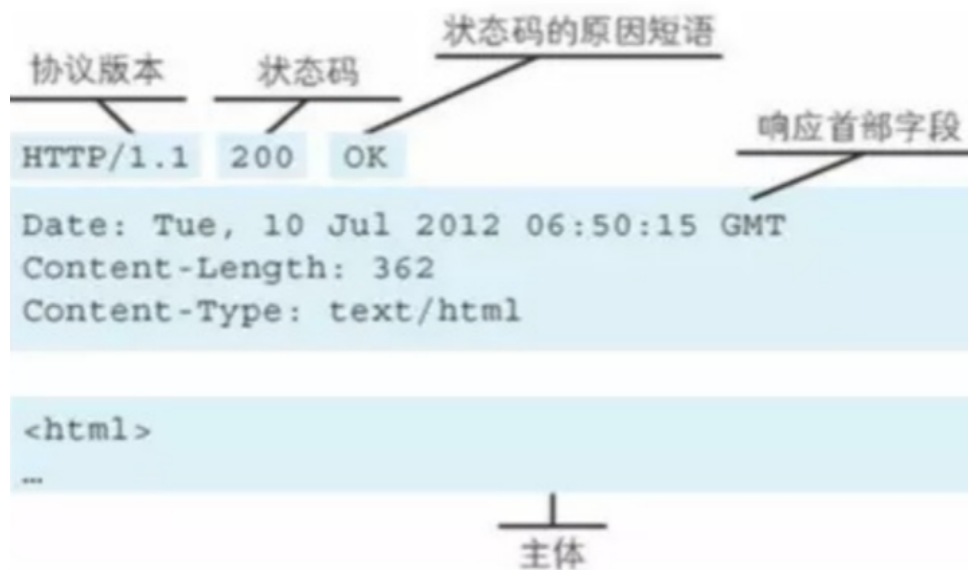 状态码的原因短语
协议版本 状态码
响应首部字段
HTTP/1.1 200 OK
Date: Tue, 10 Jul 2012 06:50:15 GMT
Content-Length: 362
Content-Type: text/html
<html>
…
主体